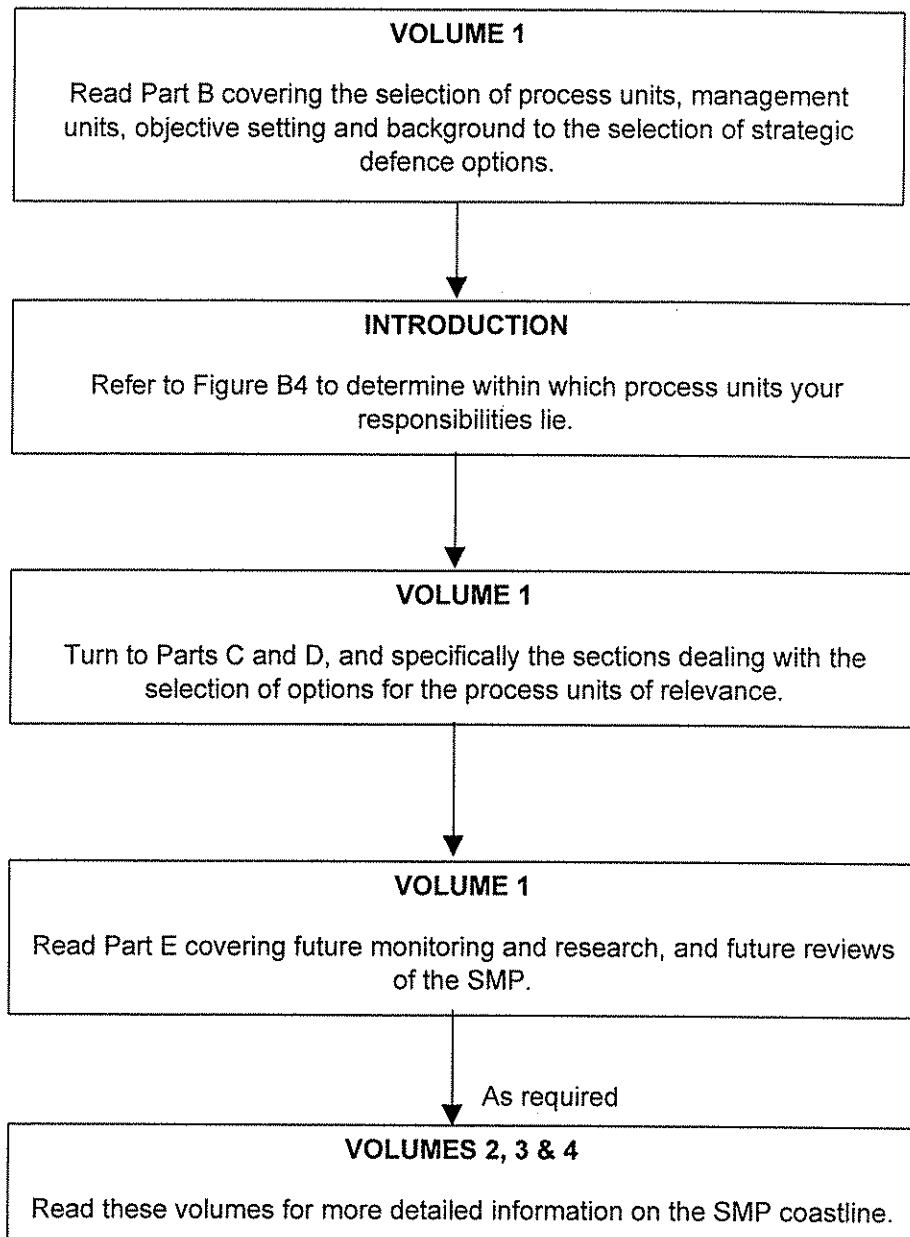 VOLUME 1
Read Part B covering the selection of process units, management
units, objective setting and background to the selection of strategic
defence options.
INTRODUCTION
Refer to Figure B4 to determine within which process units your
responsibilities lie.
VOLUME 1
Turn to Parts C and D, and specifically the sections dealing with the
selection of options for the process units of relevance.
VOLUME 1
Read Part E covering future monitoring and research, and future reviews
of the SMP.
As required
VOLUMES 2, 3 & 4
Read these volumes for more detailed information on the SMP coastline.